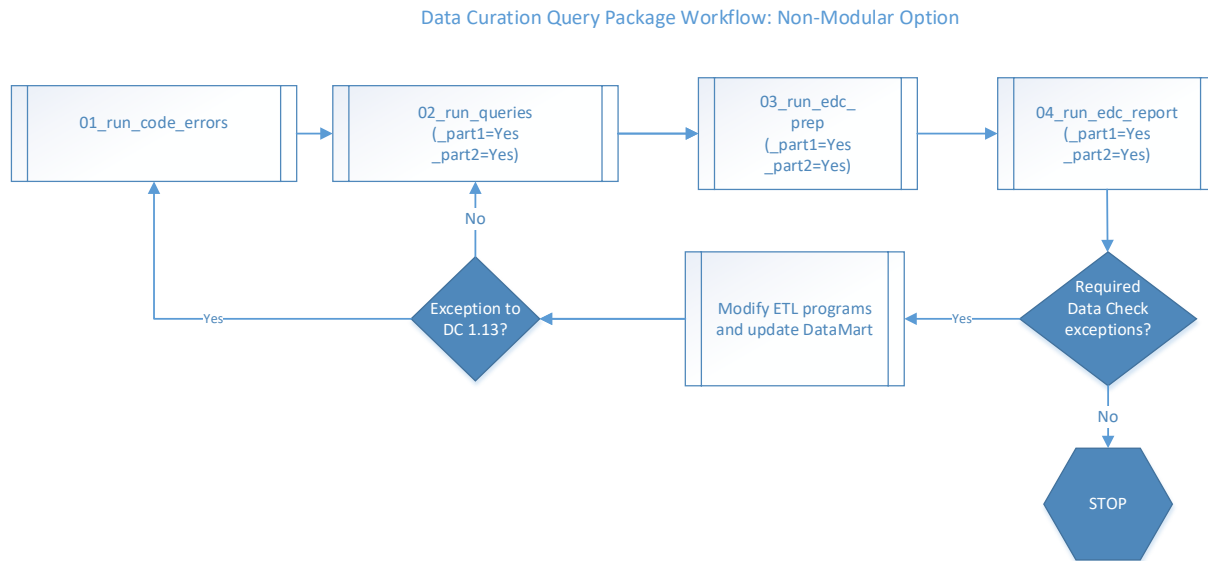 Data Curation Query Package Workflow: Non-Modular Option
01_run_code_errors
02_run_queries
(_part1=Yes
_part2=Yes)
03_run_edc_
prep
(_part1=Yes
_part2=Yes)
04_run_edc_report
(_part1=Yes
_part2=Yes)
No
Exception to
DC 1.13?
Yes
Modify ETL programs
and update DataMart
Yes
Required
Data Check
exceptions?
No
STOP